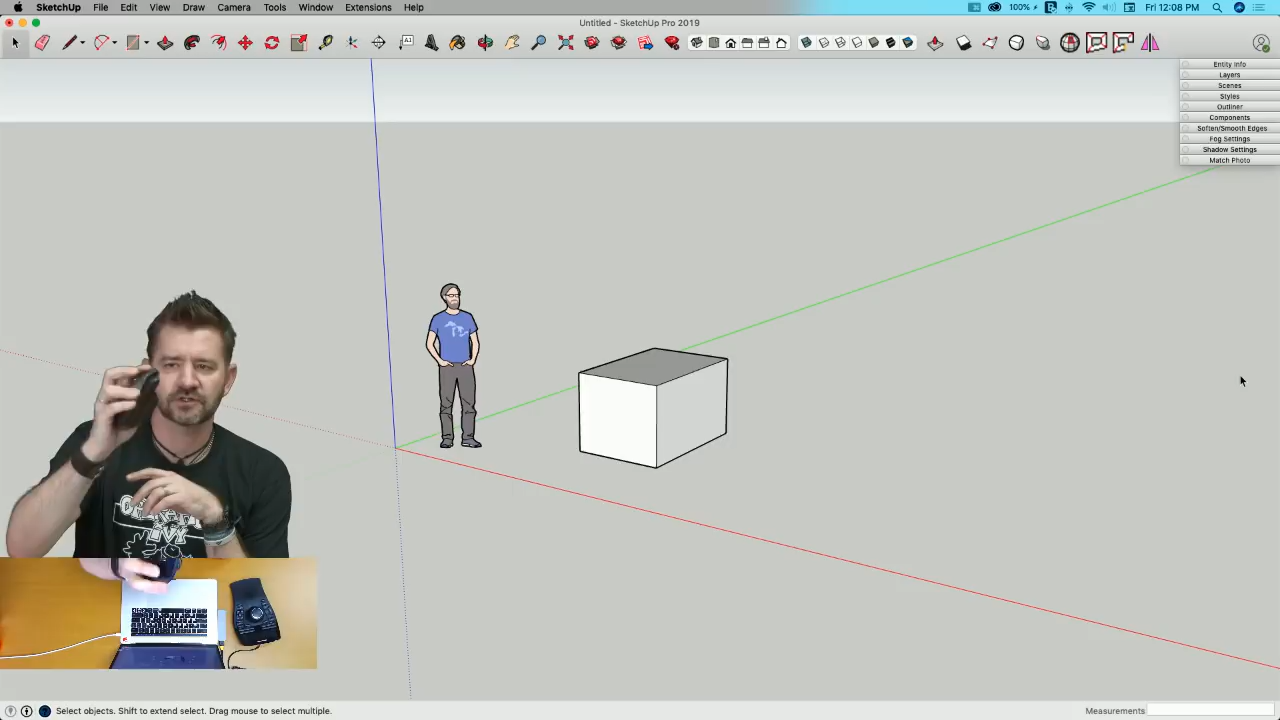 SketchUp File Edit View Draw Camera Tools Window Extensions Help
100% Fri 12:08 PM
Untitled - SketchUp Pro 2019
Entity Info
Layers
Scenes
Styles
Outliner
Components
Soften/Smooth Edges
Fog Settings
Shadow Settings
Match Photo
IVY
Select objects. Shift to extend select. Drag mouse to select multiple.
Measurements